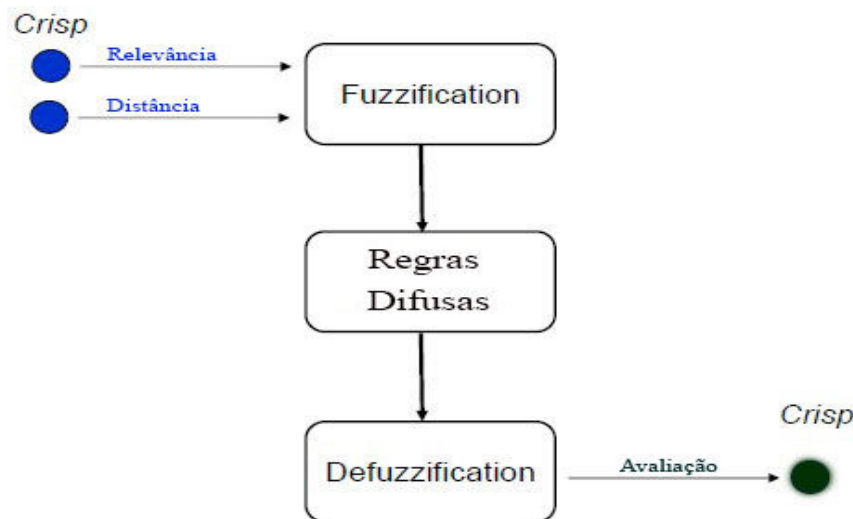 Crisp
Relevância
Distância
Fuzzification
Regras
Difusas
Crisp
Defuzzification
Avaliação